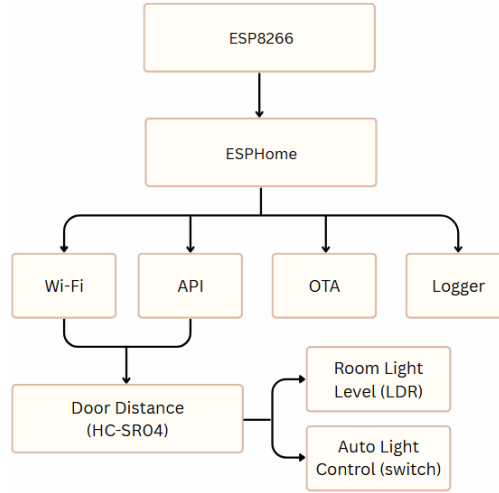 ESP8266
ESPHome
Wi-Fi
API
OTA
Logger
Door Distance
(HC-SR04)
Room Light
Level (LDR)
Auto Light
Control (switch)